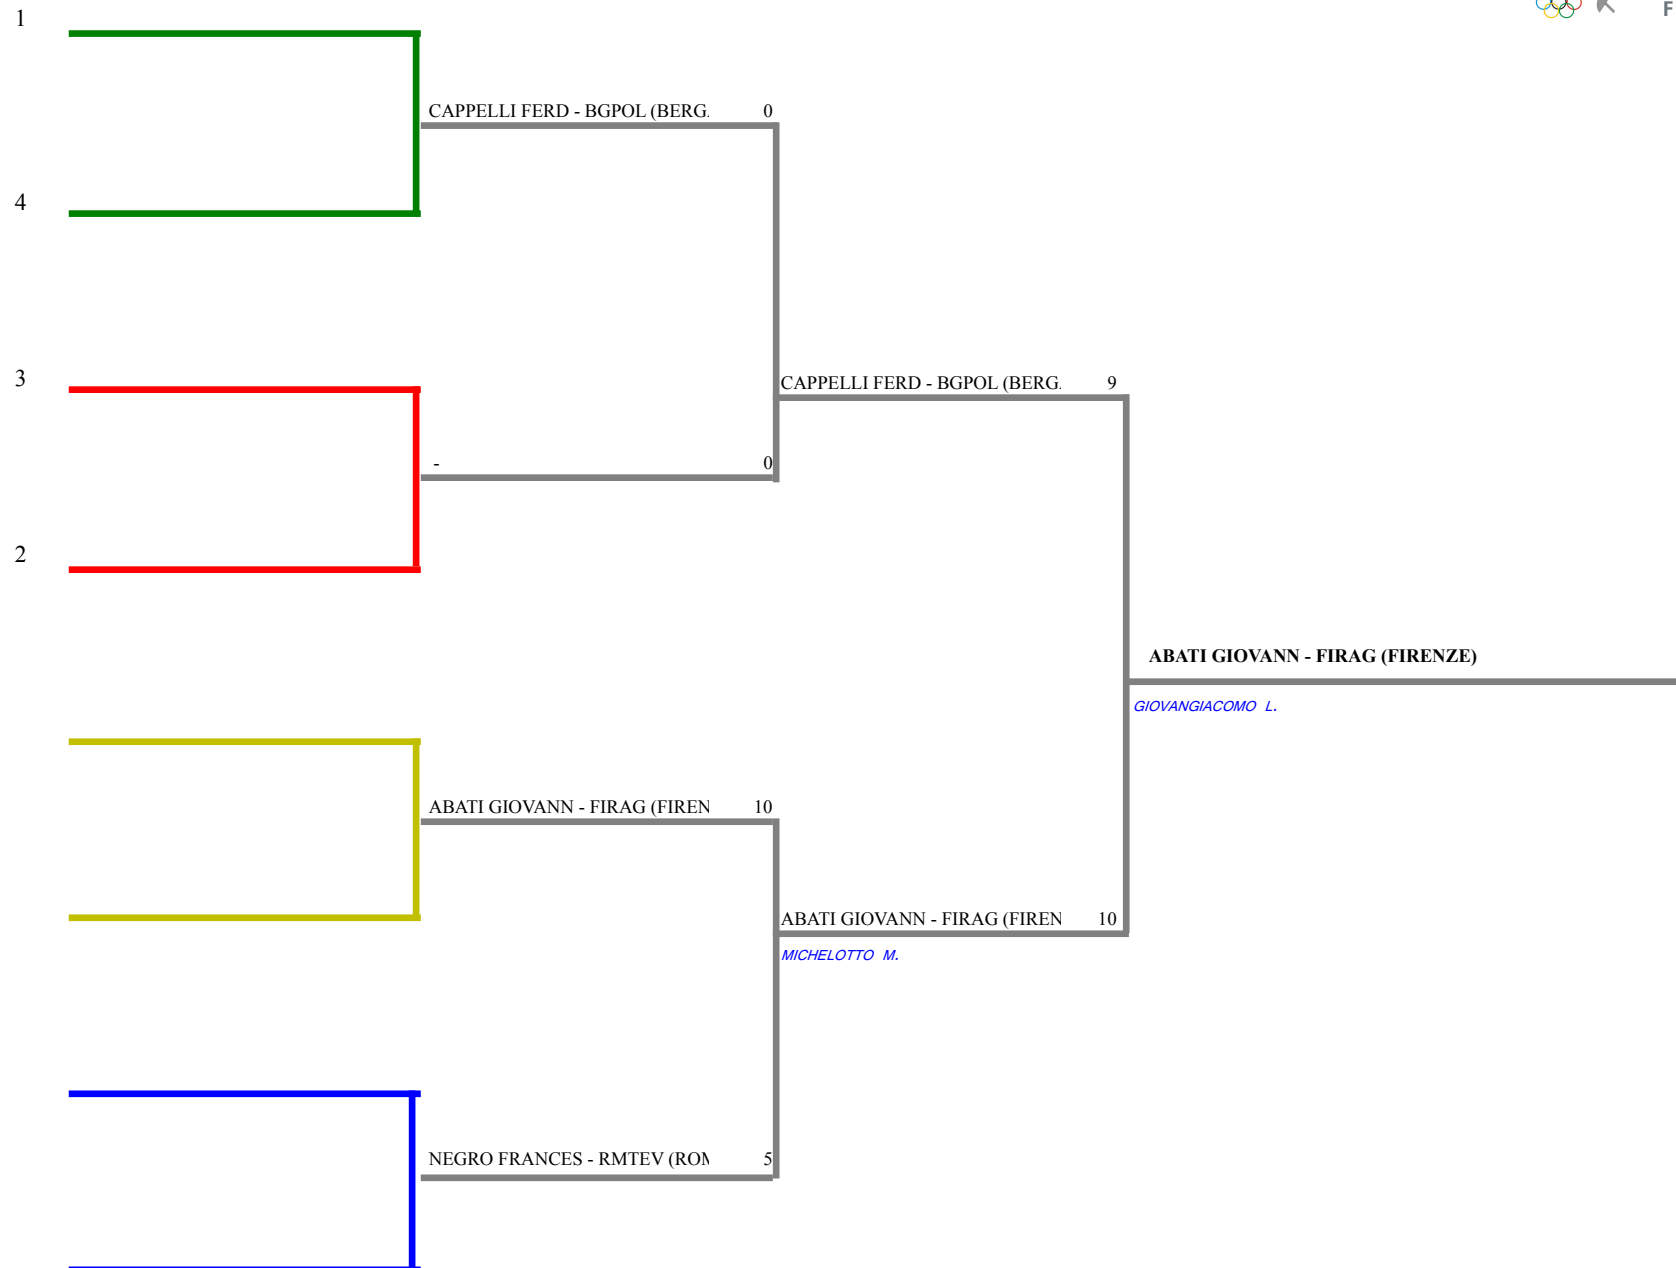 1
F
CAPPELLI FERD - BGPOL (BERG. 0
4
3
CAPPELLI FERD - BGPOL (BERG. 9
- 0
2
ABATI GIOVANN - FIRAG (FIRENZE)
GIOVANGIACOMO L.
ABATI GIOVANN - FIRAG (FIREN 10
ABATI GIOVANN - FIRAG (FIREN 10
MICHELOTTO M.
NEGRO FRANCES - RMTEV (ROM 5